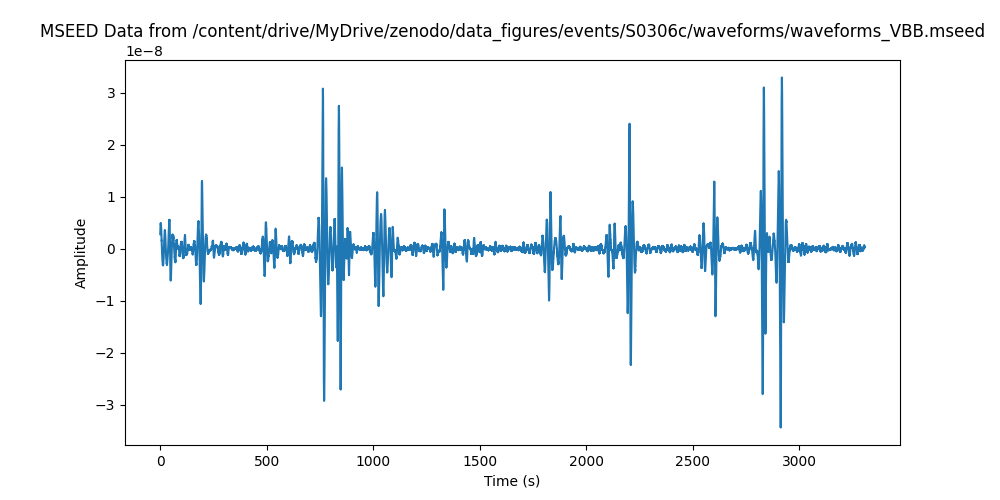 MSEED Data from /content/drive/MyDrive/zenodo/data_figures/events/S0306c/waveforms/waveforms_VBB.mseed
1e−8
3
2
1
0
−1
−2
−3
Amplitude
0 500 1000 1500 2000 2500 3000
Time (s)